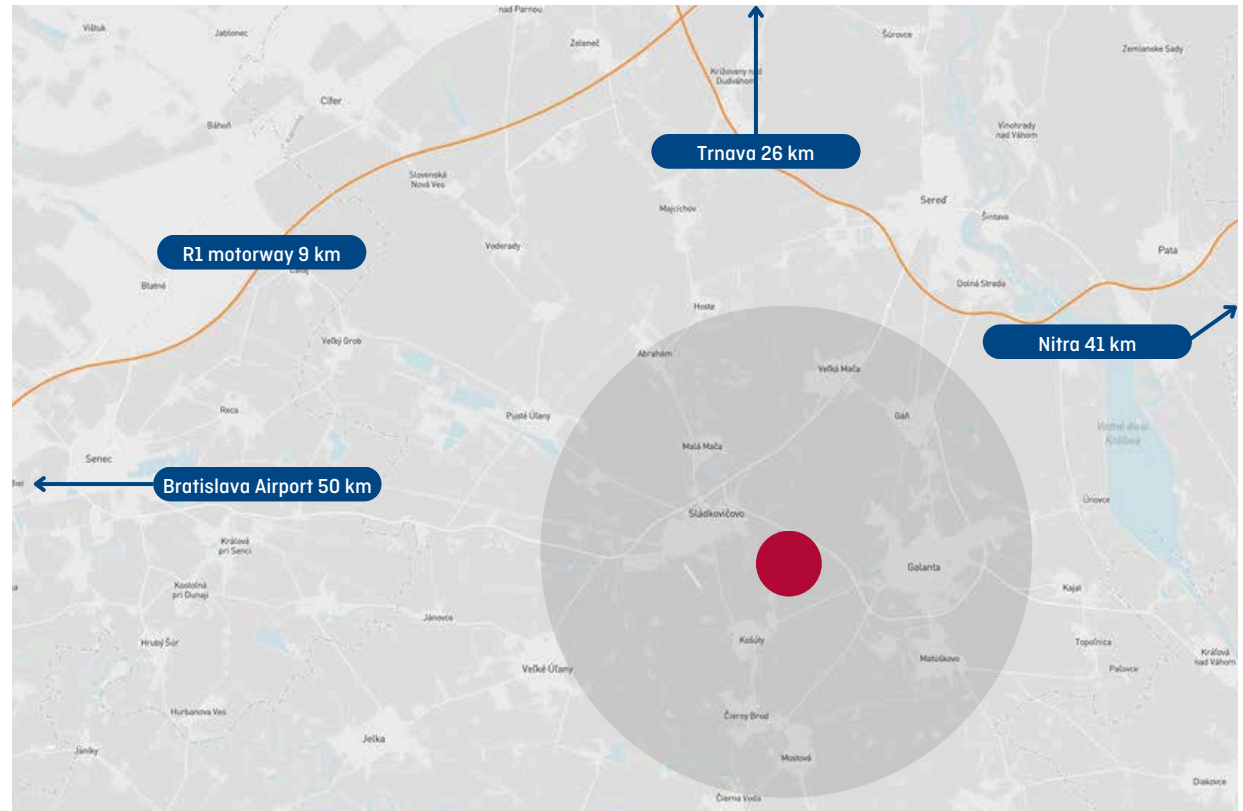 nad Parnou
Vištuk
Jablonec
Zeleneč
Šúrovce
Zemianske Sady
Križovany nad
Dudváhom
Cífer
Báhoň
Vinohrady
nad Váhom
Trnava 26 km
Slovenská
Nová Ves
Sereď
Majcichov
Šintava
R1 motorway 9 km
Voderady
Pata
Blatné
Dolná Streda
Hoste
Veľký Grob
Nitra 41 km
Abrahám
Veľká Mača
Reca
Pusté Úľany
Gáň
Vodné dielo
Kráľová
Malá Mača
Senec
Bratislava Airport 50 km
Sládkovičovo
Kráľová
pri Senci
Galanta
Kostolná
pri Dunaji
Kajal
Jánovce
Hrubý Šúr
Košúty
Topoľnica
Matúškovo
Kráľová
nad Váhom
Veľké Úľany
Hurbanova Ves
Čierny Brod
Jelka
Jáníky
Mostová
Diakovce
Čierna Voda